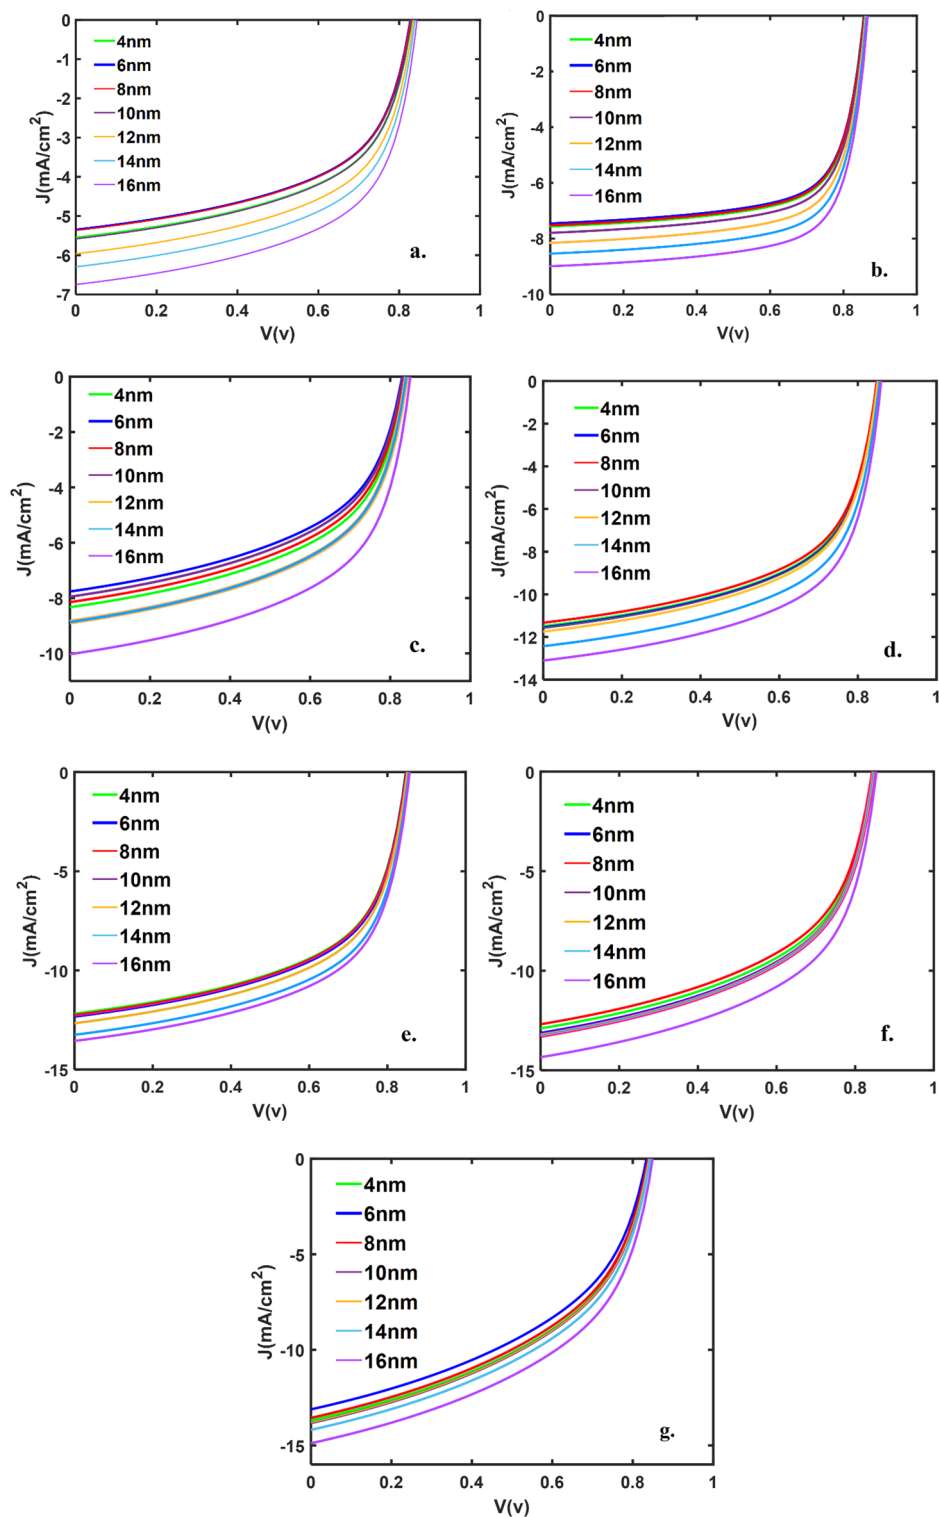 0
-1
-2
-3
-4
-5
-6
-7
J(mA/cm2)
4nm
6nm
8nm
10nm
12nm
14nm
16nm
a.
0 0.2 0.4 0.6 0.8 1
V(v)
0
-2
-4
-6
-8
-10
J(mA/cm2)
4nm
6nm
8nm
10nm
12nm
14nm
16nm
b.
0 0.2 0.4 0.6 0.8 1
V(v)
0
-2
-4
-6
-8
-10
J(mA/cm2)
4nm
6nm
8nm
10nm
12nm
14nm
16nm
c.
0 0.2 0.4 0.6 0.8 1
V(v)
0
-2
-4
-6
-8
-10
-12
-14
J(mA/cm2)
4nm
6nm
8nm
10nm
12nm
14nm
16nm
d.
0 0.2 0.4 0.6 0.8 1
V(v)
0
-5
-10
-15
J(mA/cm2)
4nm
6nm
8nm
10nm
12nm
14nm
16nm
e.
0 0.2 0.4 0.6 0.8 1
V(v)
0
-5
-10
-15
J(mA/cm2)
4nm
6nm
8nm
10nm
12nm
14nm
16nm
f.
0 0.2 0.4 0.6 0.8 1
V(v)
0
-5
-10
-15
J(mA/cm2)
4nm
6nm
8nm
10nm
12nm
14nm
16nm
g.
0 0.2 0.4 0.6 0.8 1
V(v)